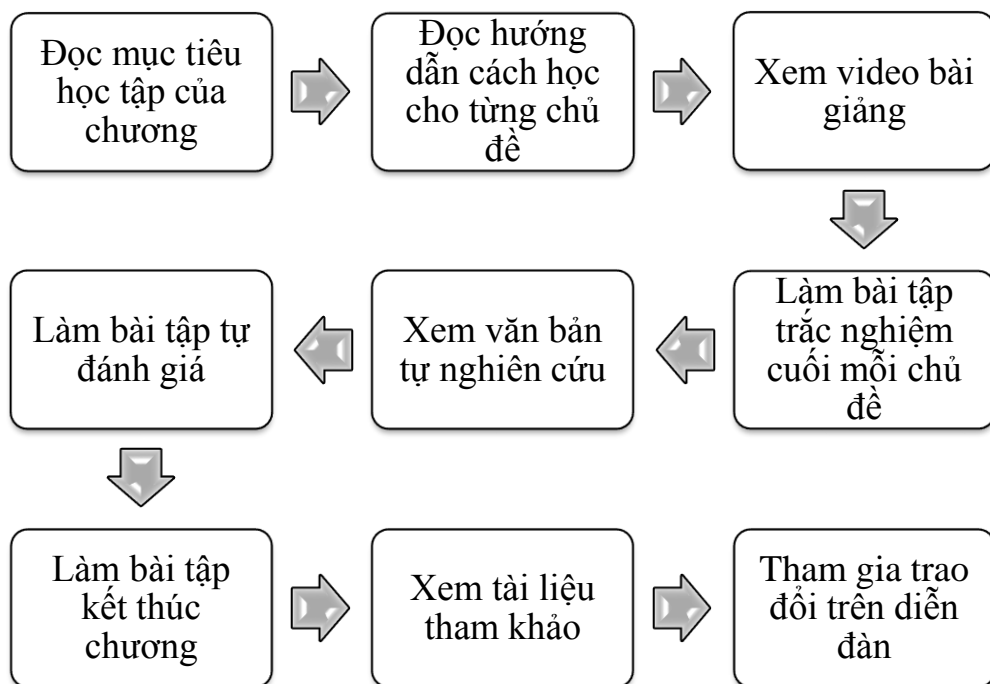 Đọc mục tiêu
học tập của
chương
Đọc hướng
dẫn cách học
cho từng chủ
đề
Xem video bài
giảng
Làm bài tập
trắc nghiệm
cuối mỗi chủ
đề
Xem văn bản
tự nghiên cứu
Làm bài tập tự
đánh giá
Làm bài tập
kết thúc
chương
Xem tài liệu
tham khảo
Tham gia trao
đổi trên diễn
đàn